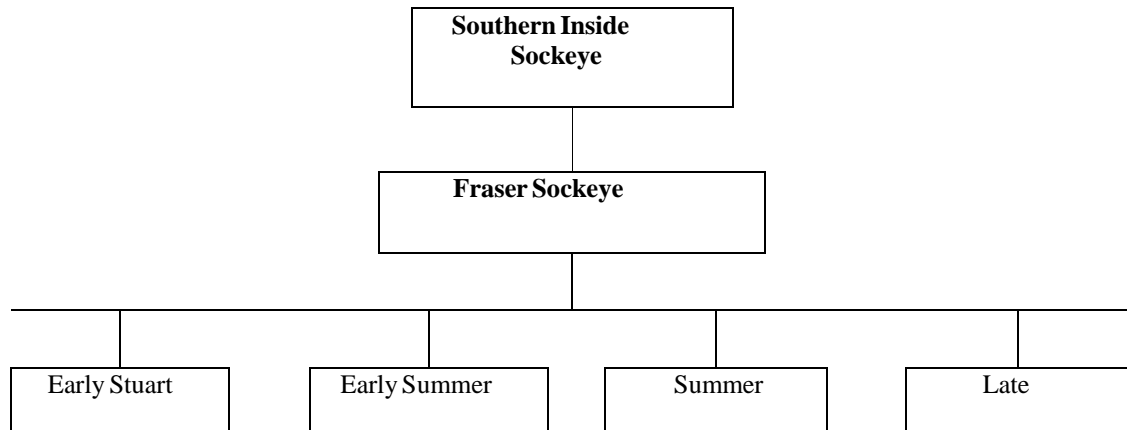 Southern Inside
Sockeye
Fraser Sockeye
Early Stuart
Early Summer
Summer
Late